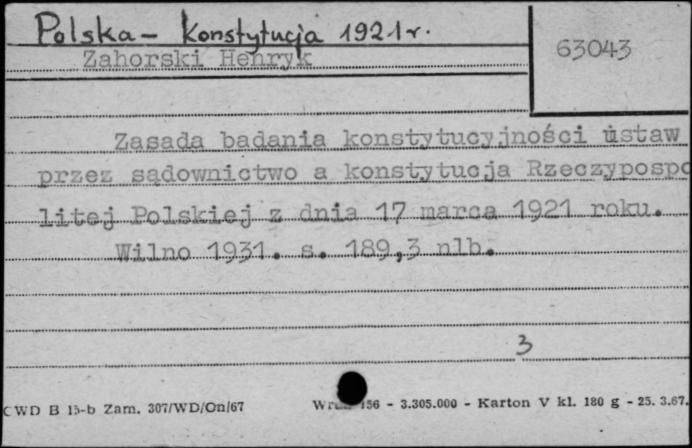 Polska - Konstytucja 1921 r.
63043
Zahorski Henryk
Zasada badania konstytucyjności ustaw
przez sądownictwo a konstytucja Rzeczypospo
litej Polskiej z dnia 17 marca 1921 roku.
Wilno 1931. s. 189,3 nlb.
3
CWD B 15-b Zam. 307/WD/On/67
156 - 3.305.000 - Karton V kl. 180 g - 25. 3.67.